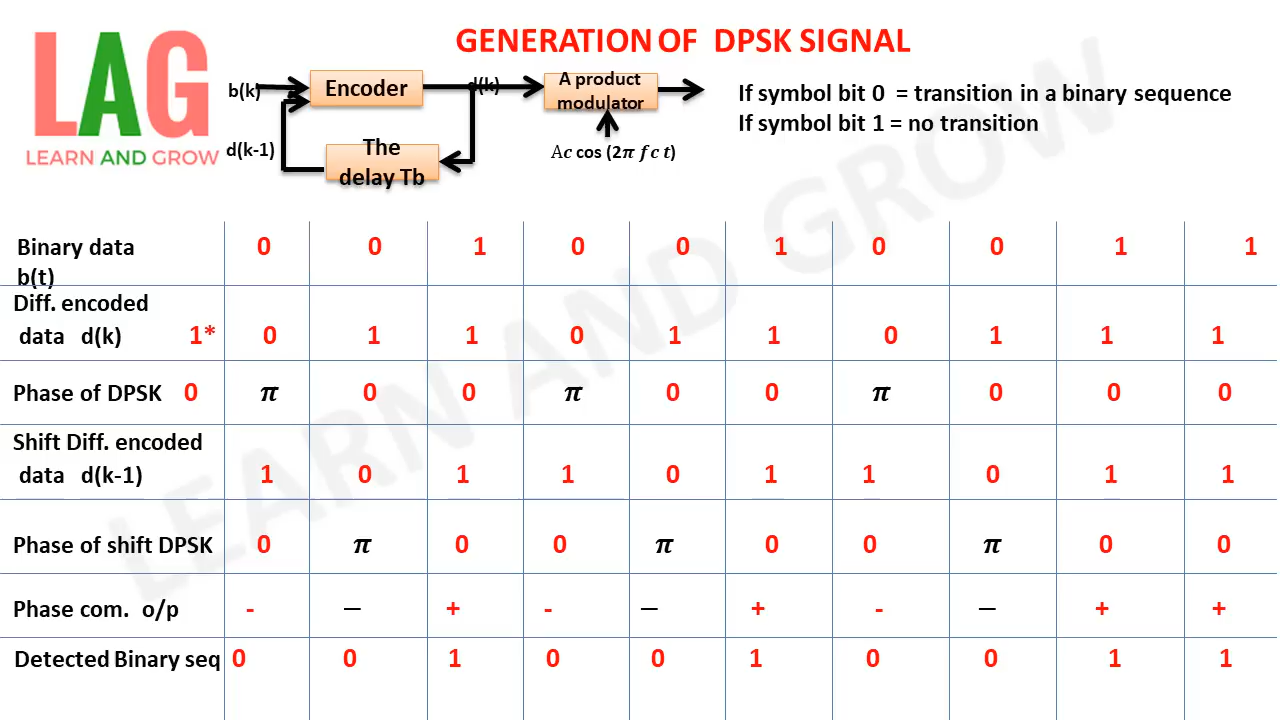 LAG
LEARN AND GROW
GENERATION OF DPSK SIGNAL
b(k)
Encoder
d(k)
A product
modulator
d(k-1)
The
delay Tb
Ac cos (2π fc t)
If symbol bit 0 = transition in a binary sequence
If symbol bit 1 = no transition
Binary data 0 0 1 0 0 1 0 0 1 1
b(t)
Diff. encoded
data d(k) 1* 0 1 1 0 1 1 0 1 1 1
Phase of DPSK 0 π 0 0 π 0 0 π 0 0 0
Shift Diff. encoded
data d(k-1) 1 0 1 1 0 1 1 0 1 1
Phase of shift DPSK 0 π 0 0 π 0 0 π 0 0
Phase com. o/p - – + - – + - – + +
Detected Binary seq 0 0 1 0 0 1 0 0 1 1
LEARN AND GROW